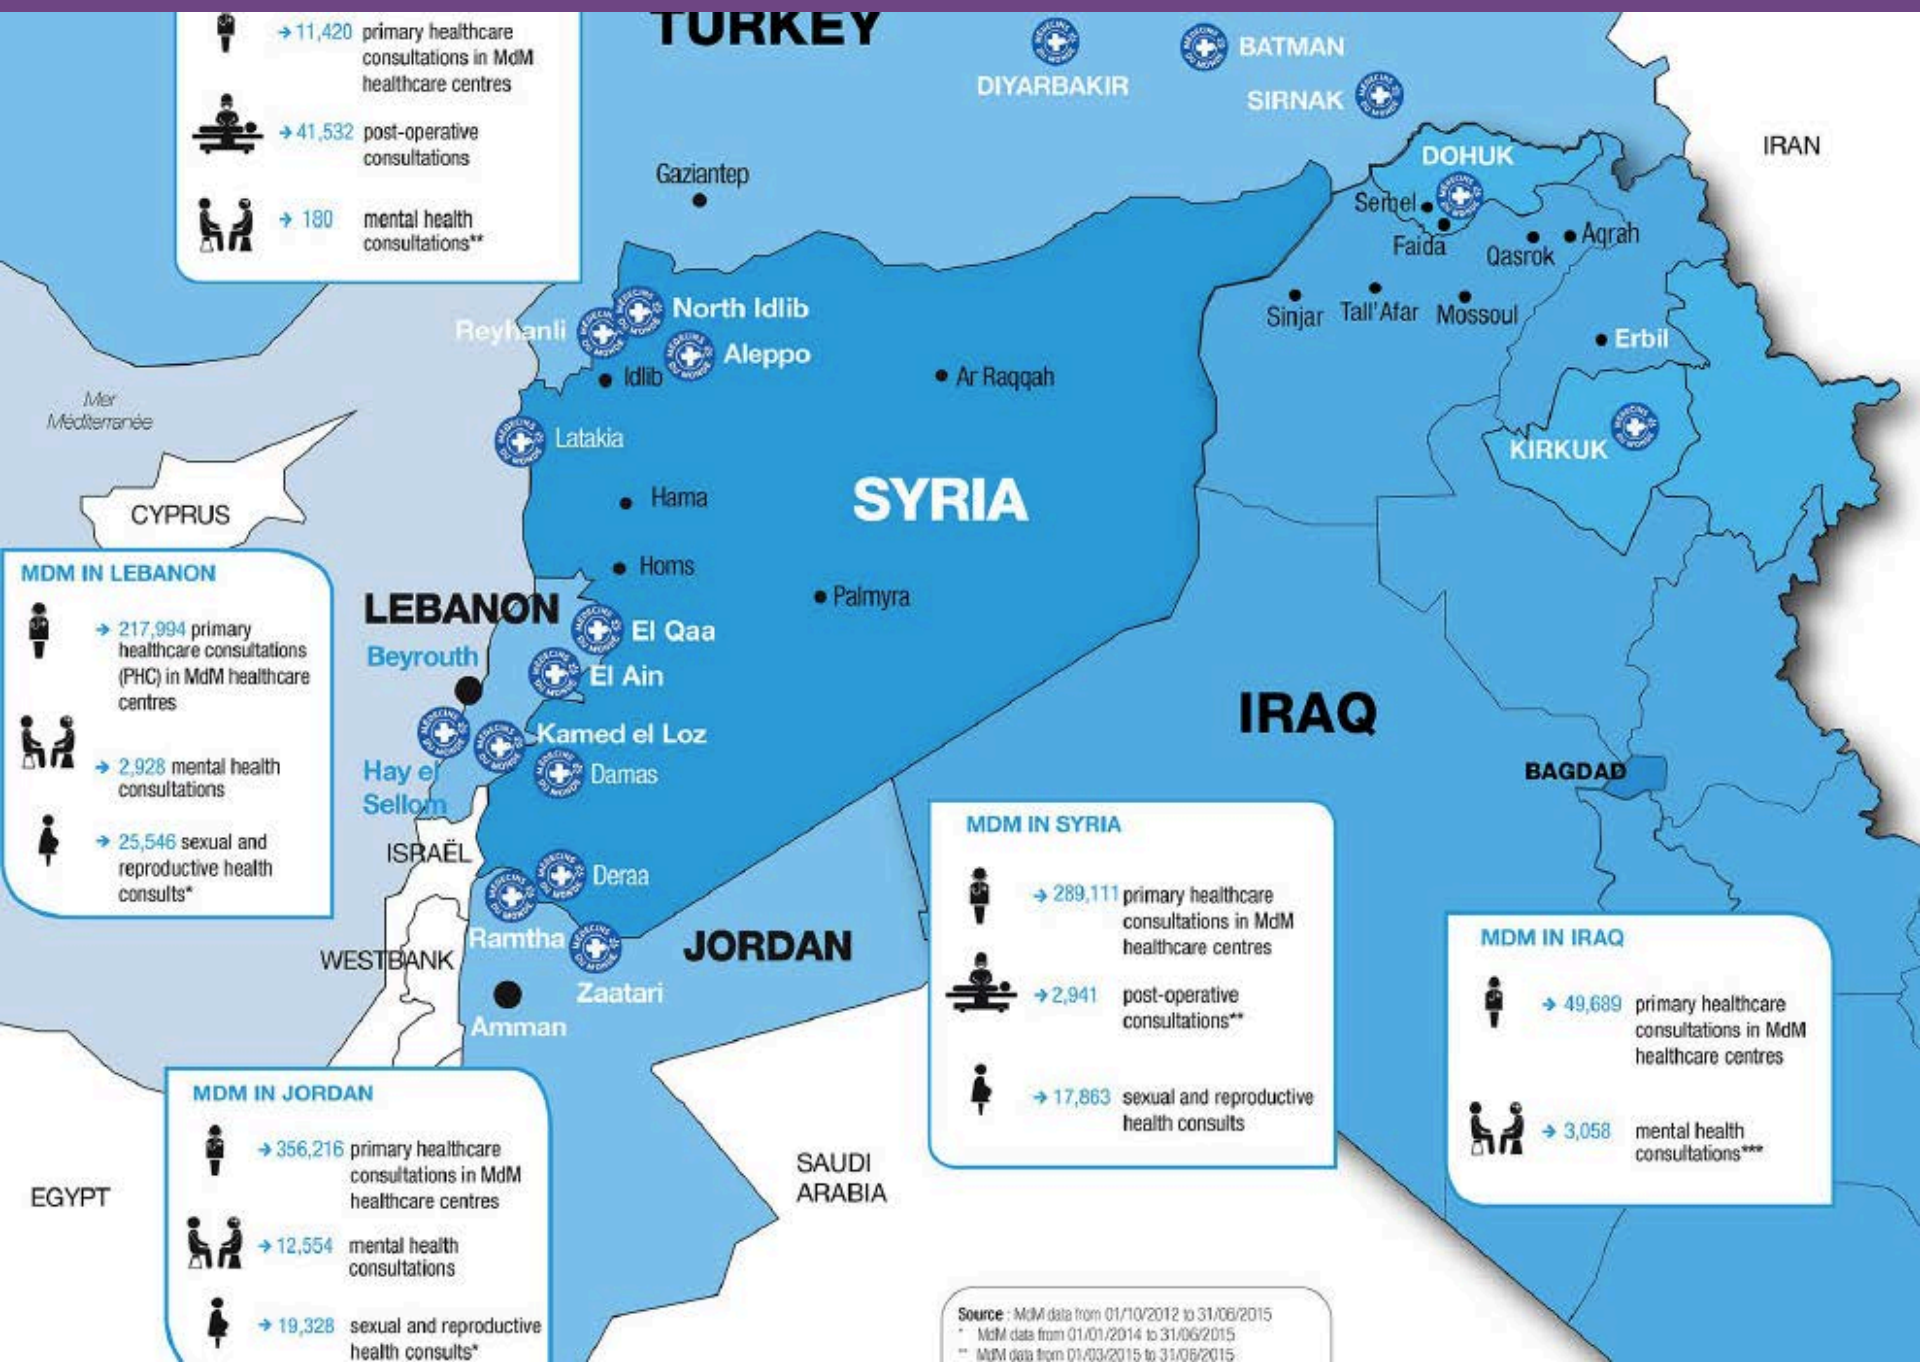 TURKEY
→ 11,420 primary healthcare
consultations in MdM
healthcare centres
→ 41,532 post-operative
consultations
→ 180 mental health
consultations**
DIYARBAKIR
BATMAN
SIRNAK
IRAN
Gaziantep
DOHUK
Semel
Faida
Qasrok
Aqrah
Sinjar
Tall'Afar
Mossoul
Erbil
KIRKUK
North Idlib
Reyhanli
Aleppo
Idlib
Ar Raqqah
Mer
Méditerranée
Latakia
CYPRUS
Hama
SYRIA
Homs
Palmyra
MDM IN LEBANON
→ 217,994 primary
healthcare consultations
(PHC) in MdM healthcare
centres
→ 2,928 mental health
consultations
→ 25,546 sexual and
reproductive health
consults*
LEBANON
Beyrouth
El Qaa
El Ain
Kamed el Loz
Hay el
Sellom
Damas
IRAQ
BAGDAD
ISRAËL
Deraa
Ramtha
WESTBANK
JORDAN
Zaatari
Amman
MDM IN SYRIA
→ 289,111 primary healthcare
consultations in MdM
healthcare centres
→ 2,941 post-operative
consultations**
→ 17,863 sexual and reproductive
health consults
MDM IN IRAQ
→ 49,689 primary healthcare
consultations in MdM
healthcare centres
→ 3,058 mental health
consultations***
MDM IN JORDAN
→ 356,216 primary healthcare
consultations in MdM
healthcare centres
→ 12,554 mental health
consultations
→ 19,328 sexual and reproductive
health consults*
EGYPT
SAUDI
ARABIA
Source : MdM data from 01/10/2012 to 31/06/2015
* MdM data from 01/01/2014 to 31/06/2015
** MdM data from 01/03/2015 to 31/06/2015